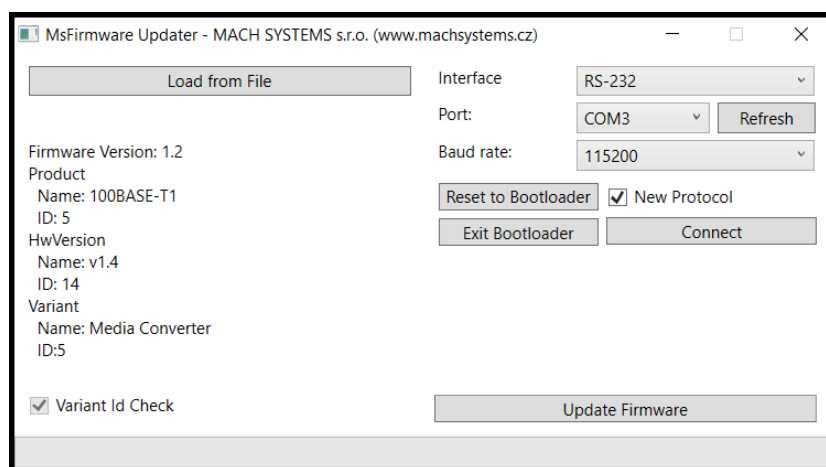 MsFirmware Updater - MACH SYSTEMS s.r.o. (www.machsystems.cz)
Load from File
Interface
RS-232
Port:
COM3
Refresh
Firmware Version: 1.2
Baud rate:
115200
Product
Name: 100BASE-T1
ID: 5
Reset to Bootloader
New Protocol
HwVersion
Name: v1.4
ID: 14
Exit Bootloader
Connect
Variant
Name: Media Converter
ID:5
Variant Id Check
Update Firmware